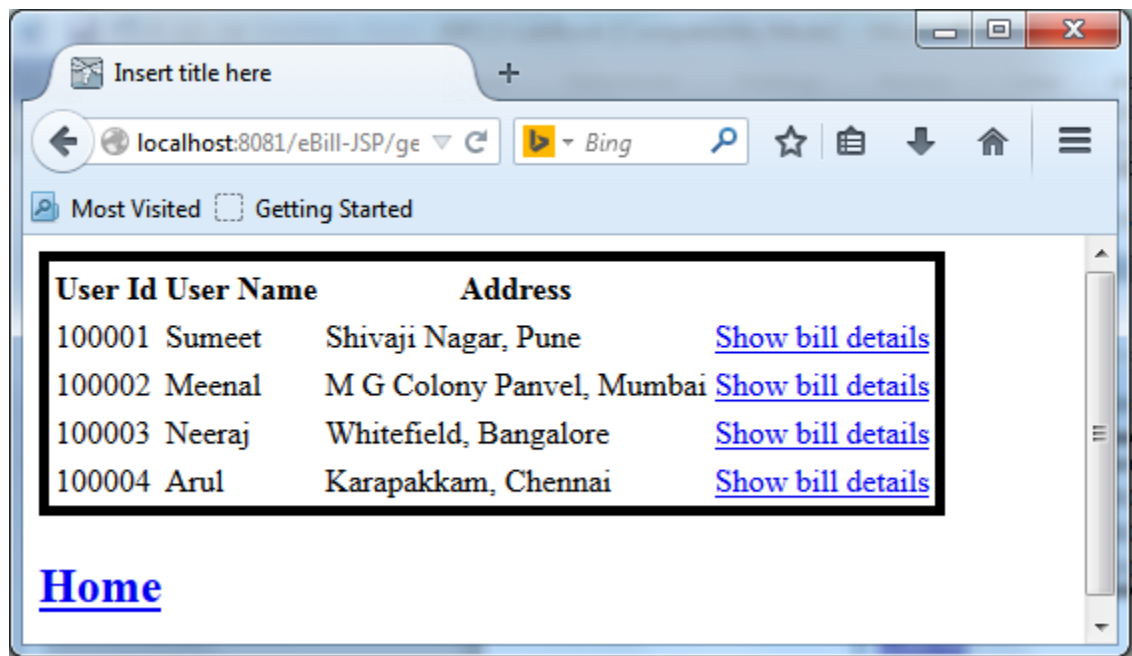 Insert title here
localhost:8081/eBill-JSP/ge Bing
Most Visited Getting Started
User Id User Name Address
100001 Sumeet Shivaji Nagar, Pune Show bill details
100002 Meenal M G Colony Panvel, Mumbai Show bill details
100003 Neeraj Whitefield, Bangalore Show bill details
100004 Arul Karapakkam, Chennai Show bill details
Home